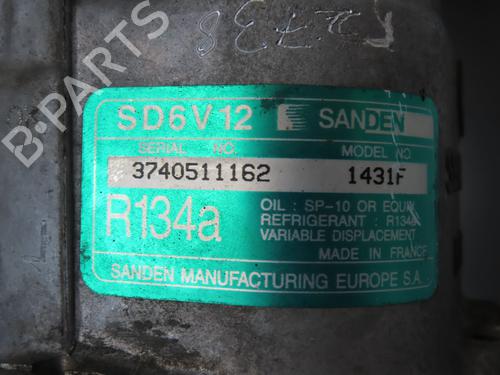 B-PARTS
SD6V12 SANDEN
SERIAL NO. MODEL NO
3740511162 1431F
R134a
OIL : SP-10 OR EQUIV
REFRIGERANT : R134a
VARIABLE DISPLACEMENT
MADE IN FRANCE
SANDEN MANUFACTURING EUROPE S.A.